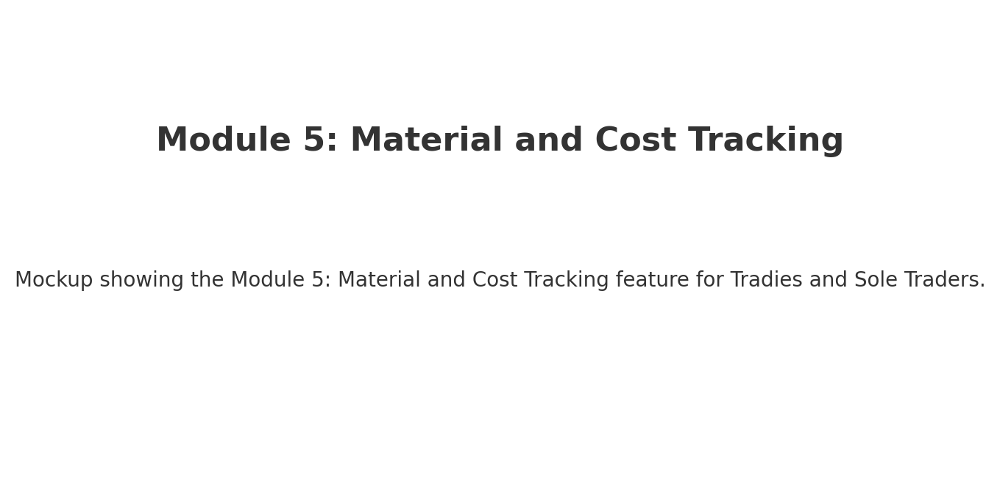 Module 5: Material and Cost Tracking
Mockup showing the Module 5: Material and Cost Tracking feature for Tradies and Sole Traders.